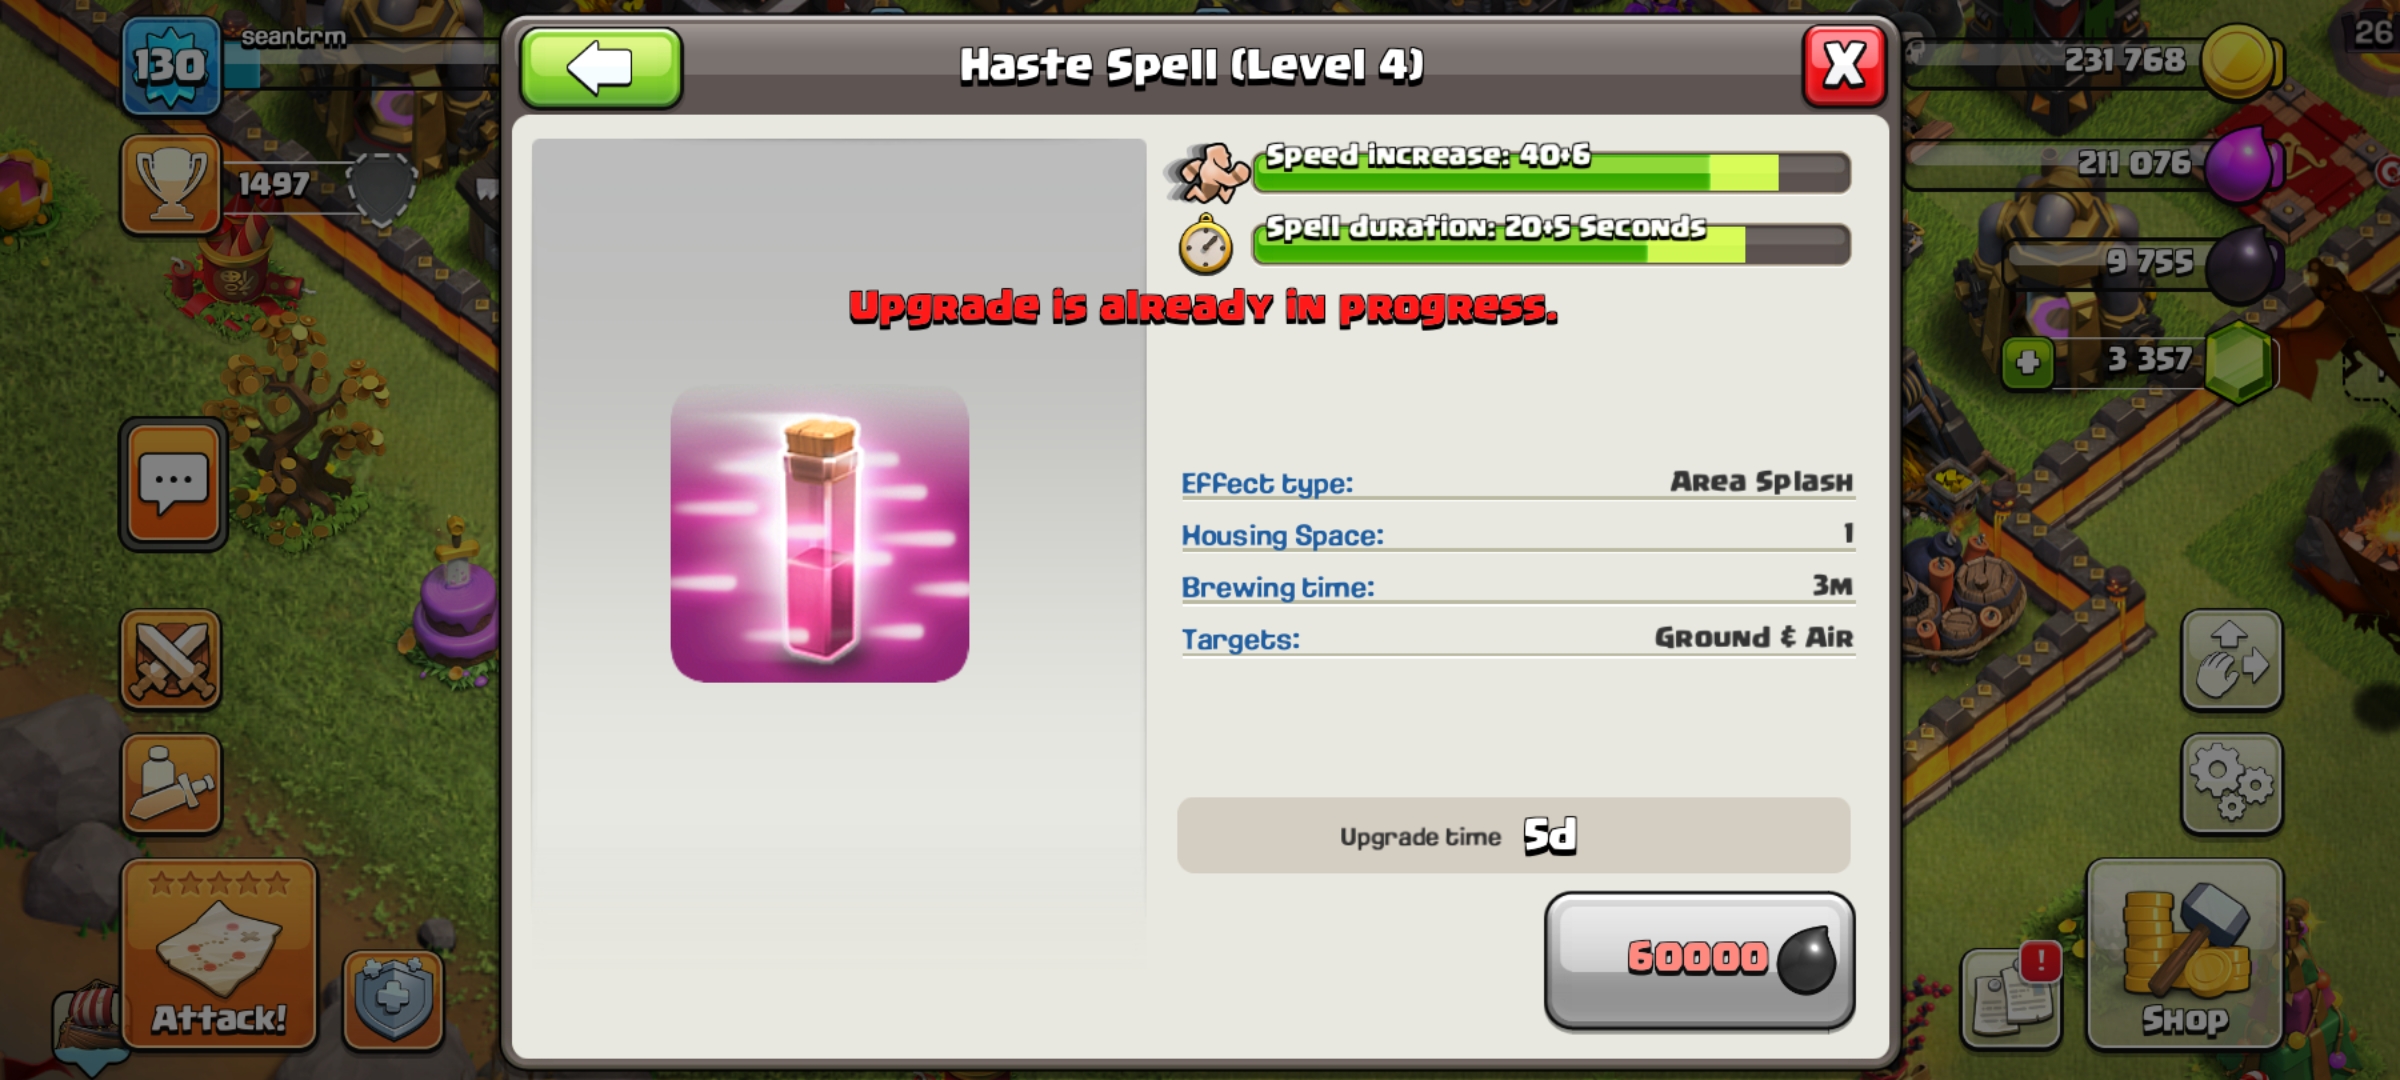 130
seantrm
Haste Spell (Level 4)
X
231 768
26
1497
Speed increase: 40+6
211 076
Spell duration: 20+5 Seconds
9 755
Upgrade is already in progress.
3 357
Effect type: Area Splash
Housing Space: 1
Brewing time: 3m
Targets: Ground & Air
Upgrade time 5d
60000
!
Attack!
Shop